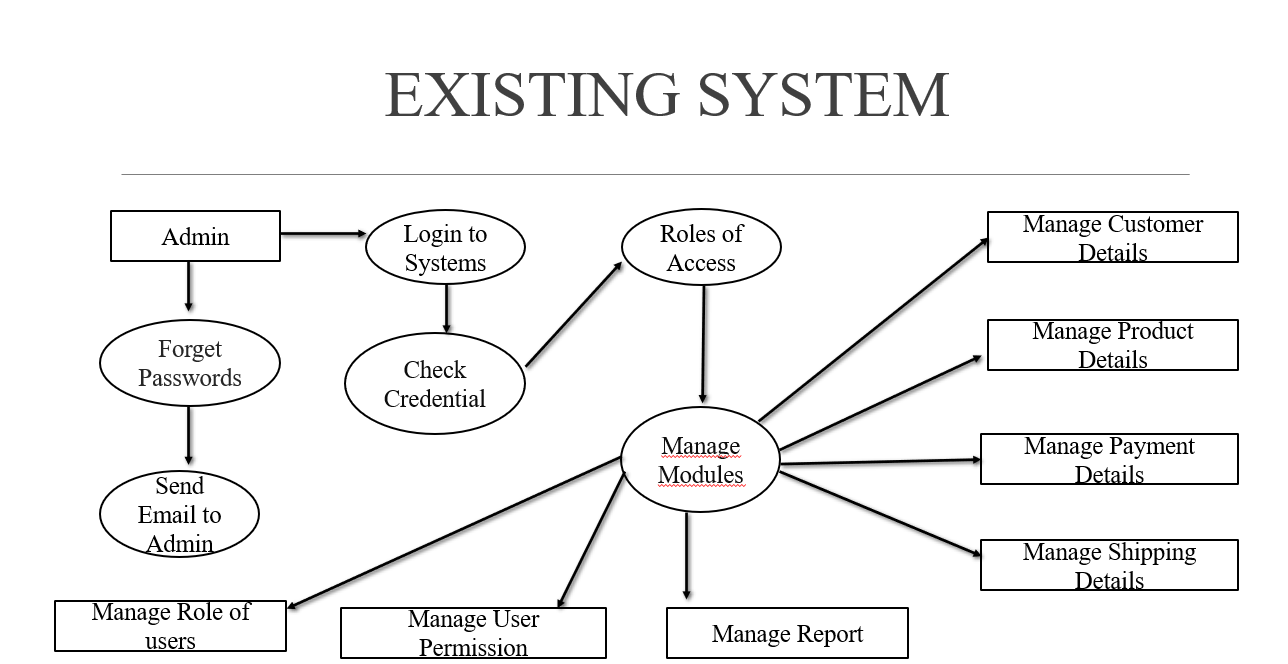 EXISTING SYSTEM
Admin
Login to
Systems
Roles of
Access
Manage Customer
Details
Forget
Passwords
Check
Credential
Manage Product
Details
Manage
Modules
Manage Payment
Details
Send
Email to
Admin
Manage Shipping
Details
Manage Role of
users
Manage User
Permission
Manage Report